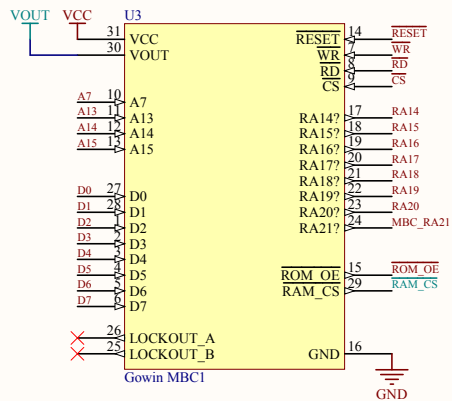 VOUT VCC U3
31 VCC RESET 14 RESET
30 VOUT WR 7 WR
RD 8 RD
CS 9 CS
A7 10 A7
A13 11 A13 RA14? 17 RA14
A14 12 A14 RA15? 18 RA15
A15 13 A15 RA16? 19 RA16
RA17? 20 RA17
RA18? 21 RA18
D0 27 D0 RA19? 22 RA19
D1 28 D1 RA20? 23 RA20
D2 1 D2 RA21? 24 MBC_RA21
D3 2 D3
D4 3 D4
D5 4 D5 ROM_OE 15 ROM_OE
D6 5 D6 RAM_CS 29 RAM_CS
D7 6 D7
26 LOCKOUT_A
25 LOCKOUT_B GND 16
Gowin MBC1
GND